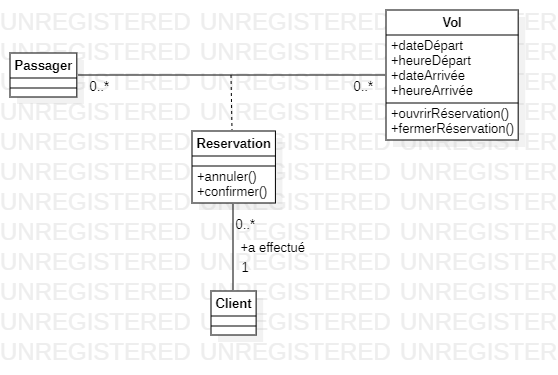 UNREGISTERED UNREGISTERED UNREGISTERED
Vol
+dateDépart
+heureDépart
+dateArrivée
+heureArrivée
+ouvrirRéservation()
+fermerRéservation()
Passager
0..*
0..*
Reservation
+annuler()
+confirmer()
0..*
+a effectué
1
Client